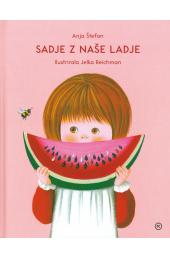 Anja Štefan
SADJE Z NAŠE LADJE
Ilustrirala Jelka Reichman